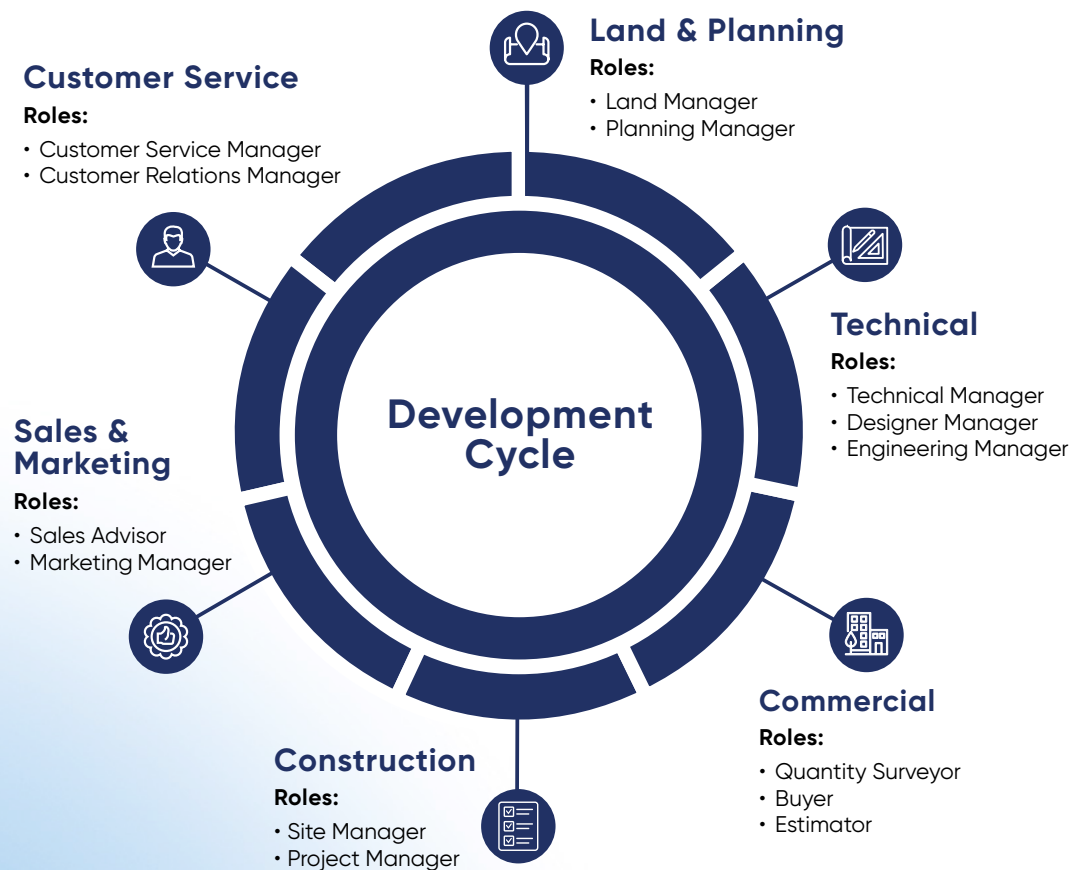 Land & Planning
Roles:
• Land Manager
• Planning Manager
Technical
Roles:
• Technical Manager
• Designer Manager
• Engineering Manager
Commercial
Roles:
• Quantity Surveyor
• Buyer
• Estimator
Construction
Roles:
• Site Manager
• Project Manager
Sales &
Marketing
Roles:
• Sales Advisor
• Marketing Manager
Customer Service
Roles:
• Customer Service Manager
• Customer Relations Manager
Development
Cycle